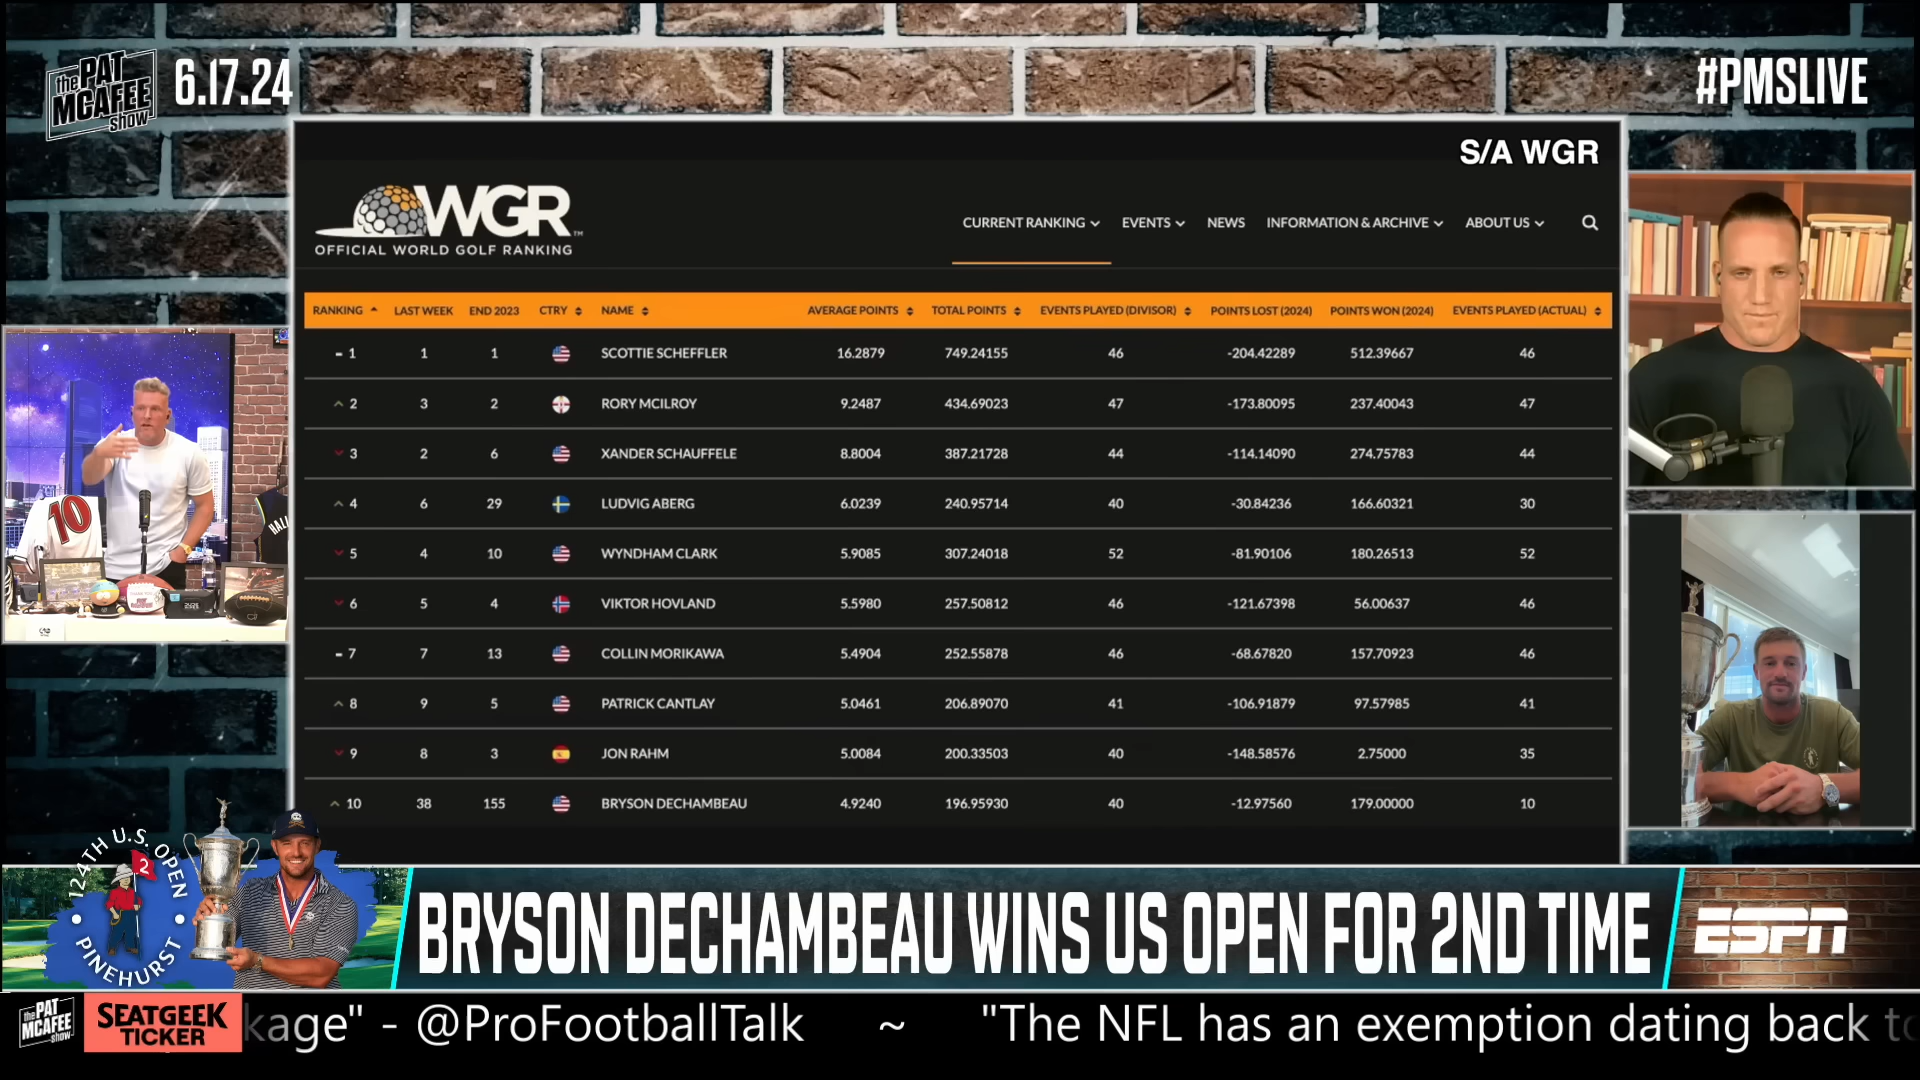 the PAT MCAFEE show
6.17.24
#PMSLIVE
S/A WGR
OWGR™
OFFICIAL WORLD GOLF RANKING
CURRENT RANKING EVENTS NEWS INFORMATION & ARCHIVE ABOUT US
RANKING LAST WEEK END 2023 CTRY NAME AVERAGE POINTS TOTAL POINTS EVENTS PLAYED (DIVISOR) POINTS LOST (2024) POINTS WON (2024) EVENTS PLAYED (ACTUAL)
1 1 1 SCOTTIE SCHEFFLER 16.2879 749.24155 46 -204.42289 512.39667 46
2 3 2 RORY MCILROY 9.2487 434.69023 47 -173.80095 237.40043 47
3 2 6 XANDER SCHAUFFELE 8.8004 387.21728 44 -114.14090 274.75783 44
4 6 29 LUDVIG ABERG 6.0239 240.95714 40 -30.84236 166.60321 30
5 4 10 WYNDHAM CLARK 5.9085 307.24018 52 -81.90106 180.26513 52
6 5 4 VIKTOR HOVLAND 5.5980 257.50812 46 -121.67398 56.00637 46
7 7 13 COLLIN MORIKAWA 5.4904 252.55878 46 -68.67820 157.70923 46
8 9 5 PATRICK CANTLAY 5.0461 206.89070 41 -106.91879 97.57985 41
9 8 3 JON RAHM 5.0084 200.33503 40 -148.58576 2.75000 35
10 38 155 BRYSON DECHAMBEAU 4.9240 196.95930 40 -12.97560 179.00000 10
10
HALI
124TH U.S. OPEN
2
PINEHURST
BRYSON DECHAMBEAU WINS US OPEN FOR 2ND TIME
ESPN
the PAT MCAFEE show
SEATGEEK TICKER
kage" - @ProFootballTalk ~ "The NFL has an exemption dating back to